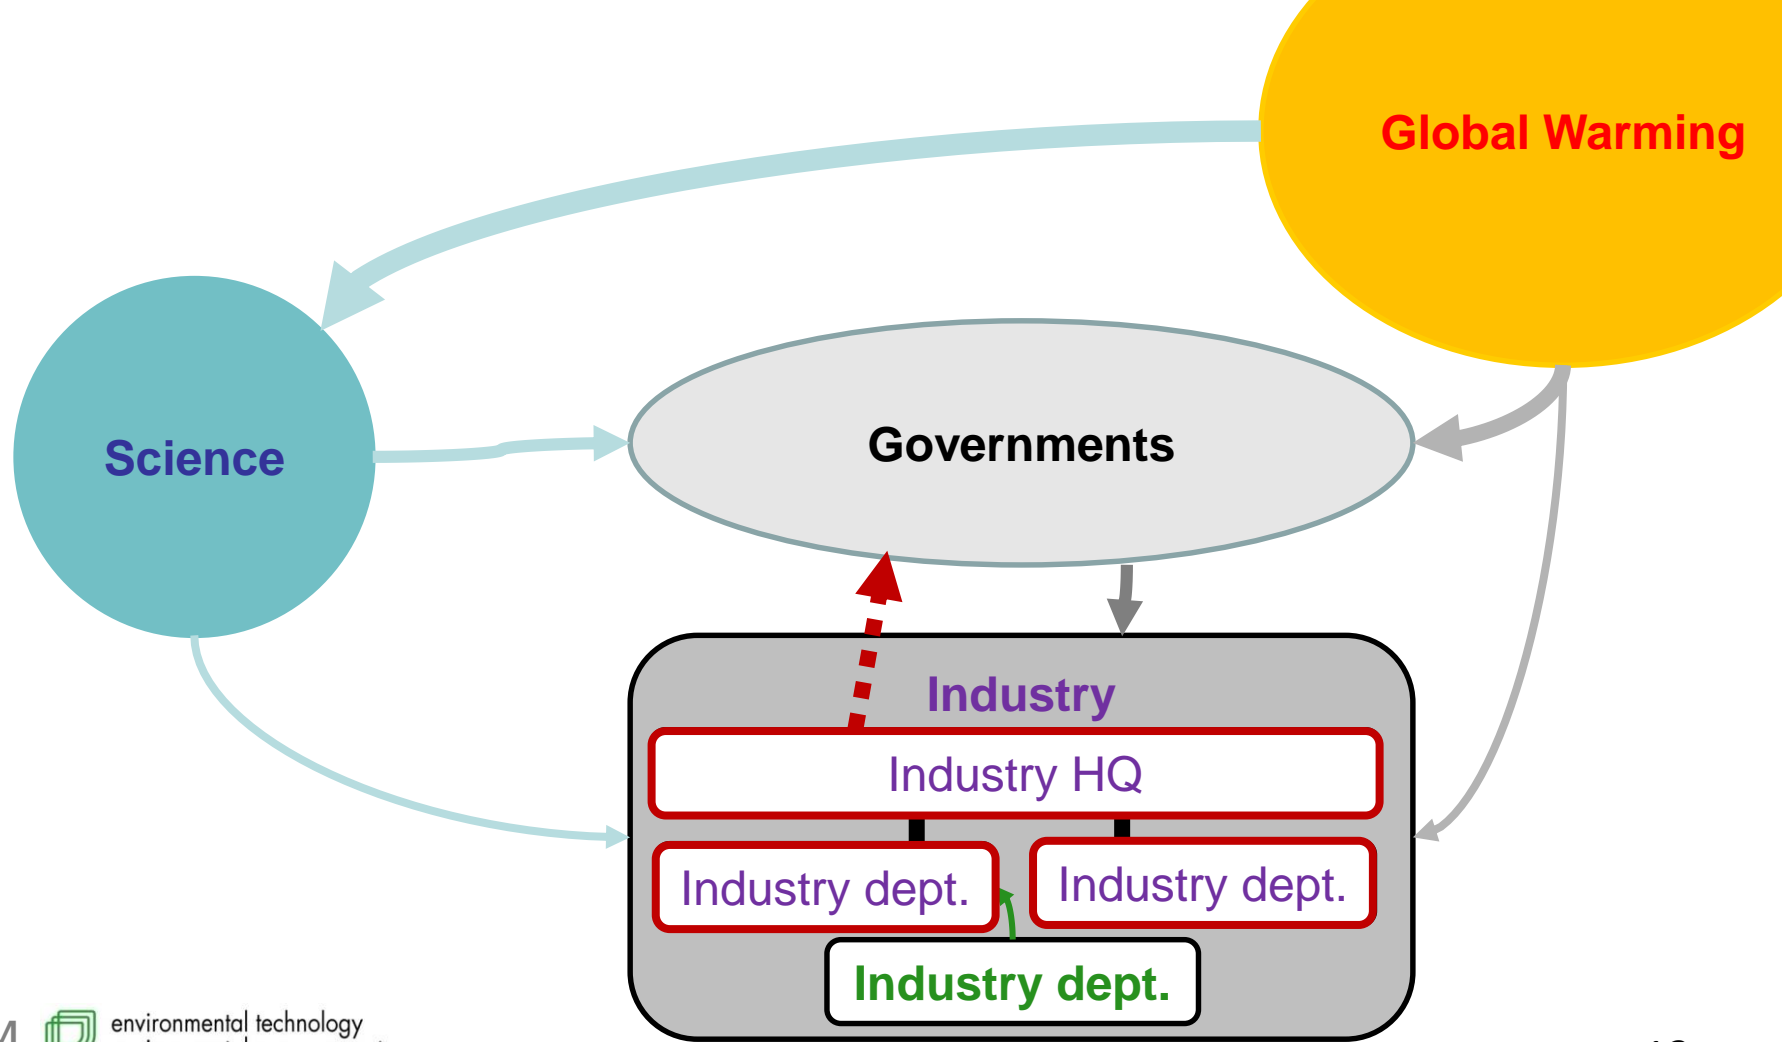 Global Warming
Science
Governments
Industry
Industry HQ
Industry dept.
Industry dept.
Industry dept.
environmental technology